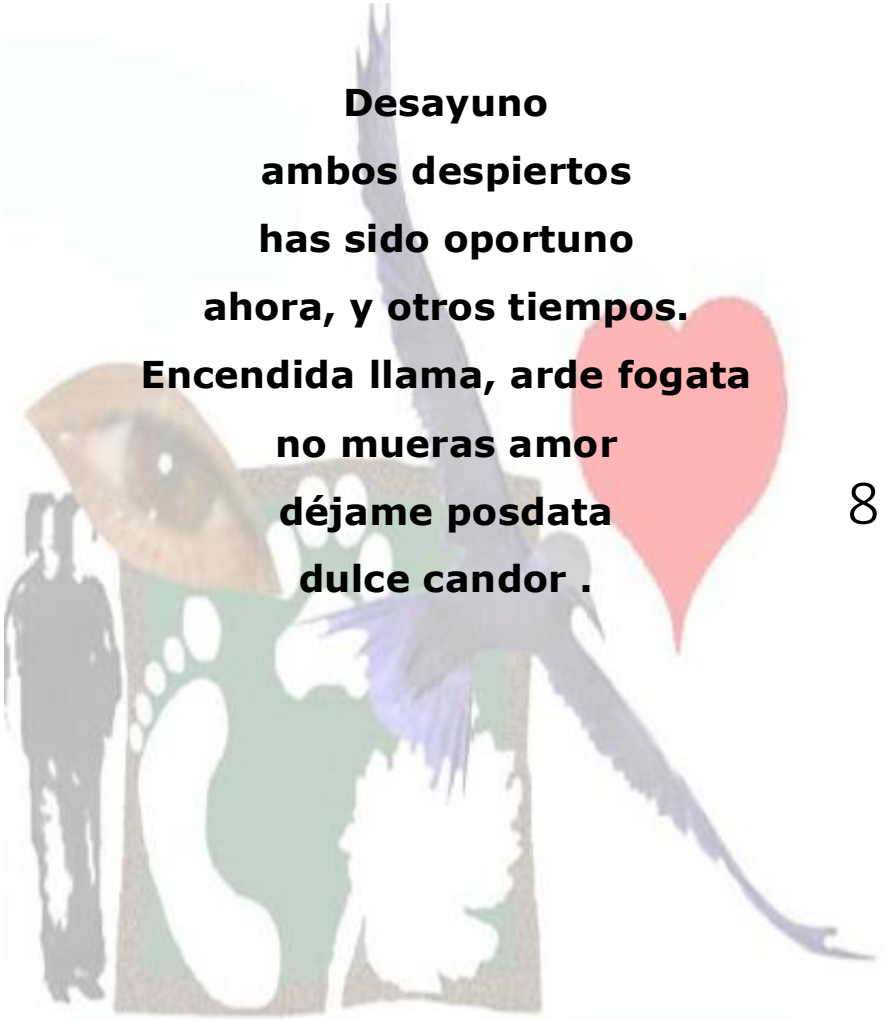 Desayuno
ambos despiertos
has sido oportuno
ahora, y otros tiempos.
Encendida llama, arde fogata
no mueras amor
déjame posdata
dulce candor .
8